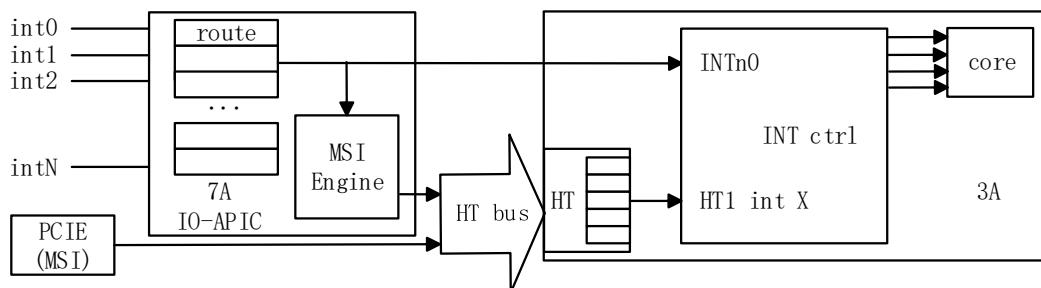 int0
int1
int2
intN
route
...
7A
IO-APIC
MSI
Engine
PCIE
(MSI)
HT bus
HT
INTn0
INT ctrl
HT1 int X
core
3A